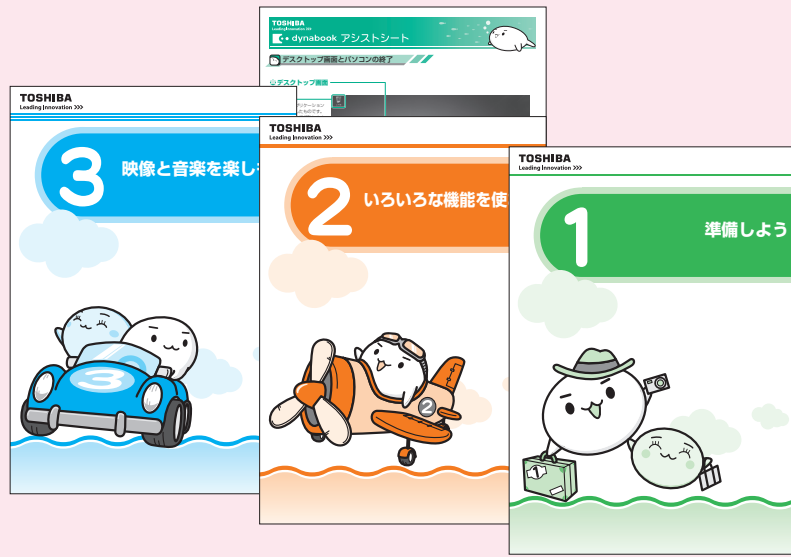 TOSHIBA
Leading Innovation >>>
dynabook アシストシート
デスクトップ画面とパソコンの終了
デスクトップ画面
TOSHIBA
Leading Innovation >>>
3
映像と音楽を楽し
TOSHIBA
Leading Innovation >>>
2
いろいろな機能を使
2
TOSHIBA
Leading Innovation >>>
1
準備しよう
3
1